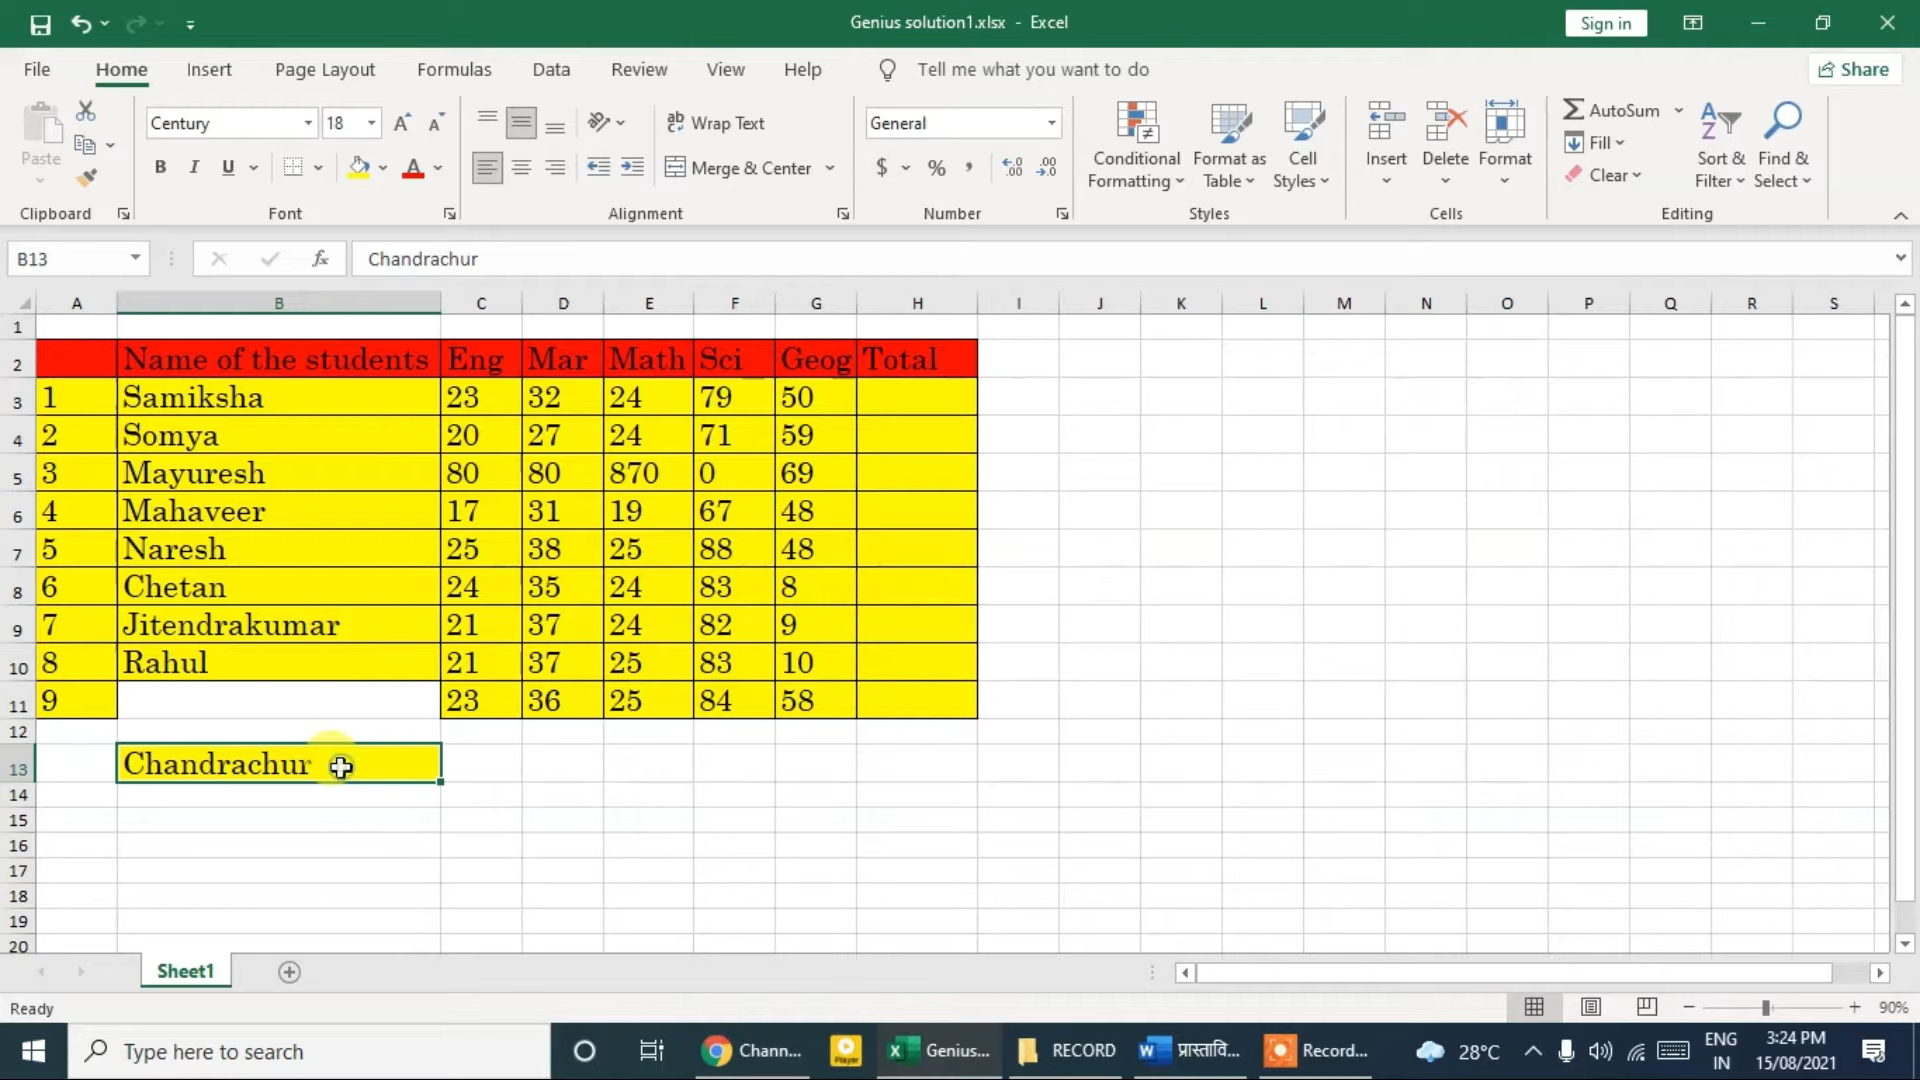 Genius solution1.xlsx - Excel
Sign in
File Home Insert Page Layout Formulas Data Review View Help Tell me what you want to do Share
Paste
Clipboard
Century 18
B I U
Font
Wrap Text
Merge & Center
Alignment
General
$ % ,
Number
Conditional Formatting
Format as Table
Cell Styles
Styles
Insert Delete Format
Cells
AutoSum
Fill
Clear
Sort & Filter
Find & Select
Editing
B13 fx Chandrachur
A B C D E F G H I J K L M N O P Q R S
1
2 Name of the students Eng Mar Math Sci Geog Total
3 1 Samiksha 23 32 24 79 50
4 2 Somya 20 27 24 71 59
5 3 Mayuresh 80 80 870 0 69
6 4 Mahaveer 17 31 19 67 48
7 5 Naresh 25 38 25 88 48
8 6 Chetan 24 35 24 83 8
9 7 Jitendrakumar 21 37 24 82 9
10 8 Rahul 21 37 25 83 10
11 9 23 36 25 84 58
12
13 Chandrachur
14
15
16
17
18
19
20
Sheet1
Ready 90%
Type here to search
Chann...
Player
Genius...
RECORD
प्रास्तावि...
Record...
28°C
ENG
IN
3:24 PM
15/08/2021